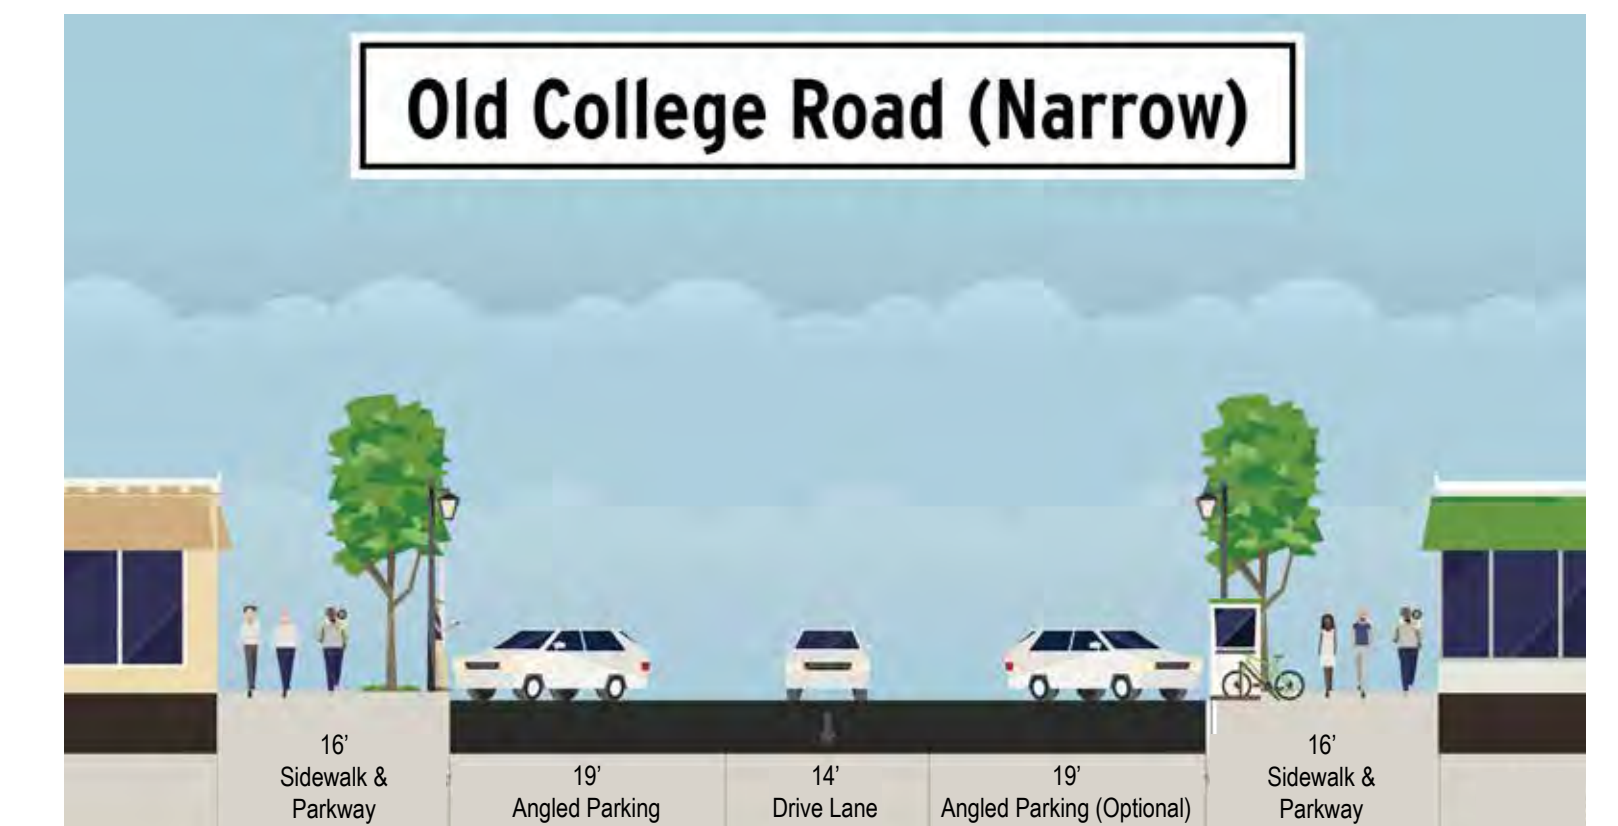 Old College Road (Narrow)
16’
Sidewalk &
Parkway
19’
Angled Parking
14’
Drive Lane
19’
Angled Parking (Optional)
16’
Sidewalk &
Parkway